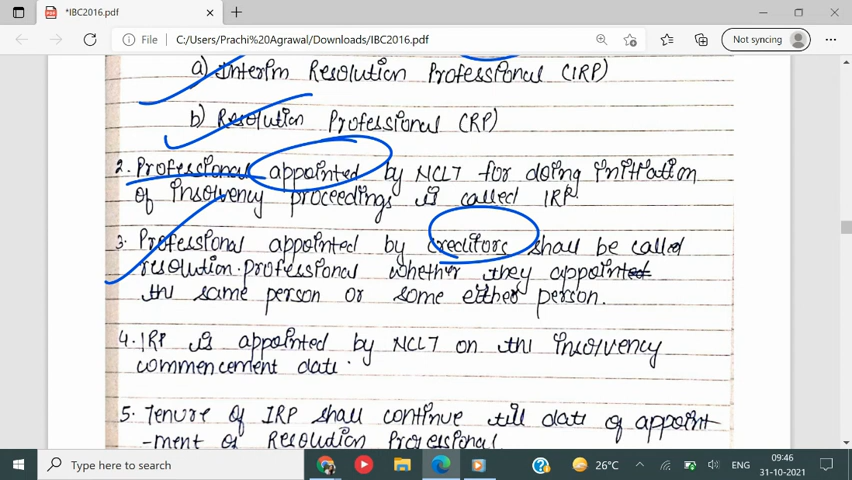 *IBC2016.pdf
File
C:/Users/Prachi%20Agrawal/Downloads/IBC2016.pdf
Not syncing
a) Interim Resolution Professional (IRP)
b) Resolution Professional (RP)
2. Professional appointed by NCLT for doing initiation
of insolvency proceedings is called IRP.
3. Professional appointed by creditors shall be called
resolution professional whether they appointed
the same person or some either person.
4. IRP is appointed by NCLT on the insolvency
commencement date.
5. Tenure of IRP shall continue till date of appoint
-ment of Resolution Professional
Type here to search
26°C
ENG
09:46
31-10-2021